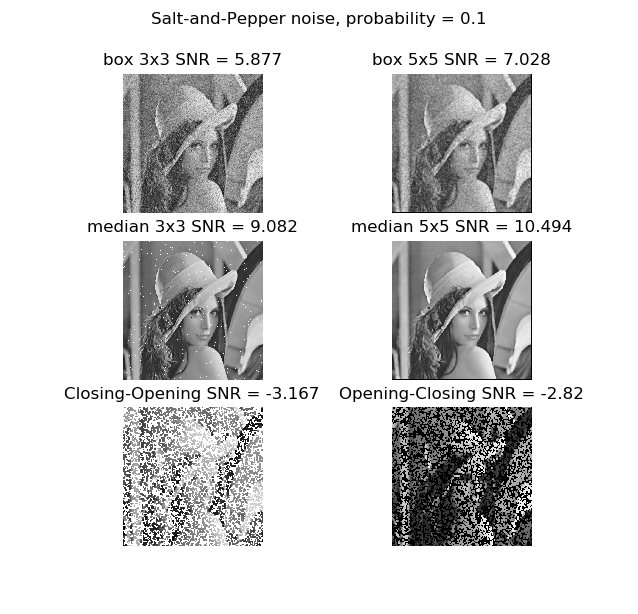 Salt-and-Pepper noise, probability = 0.1
box 3x3 SNR = 5.877
box 5x5 SNR = 7.028
median 3x3 SNR = 9.082
median 5x5 SNR = 10.494
Closing-Opening SNR = -3.167
Opening-Closing SNR = -2.82